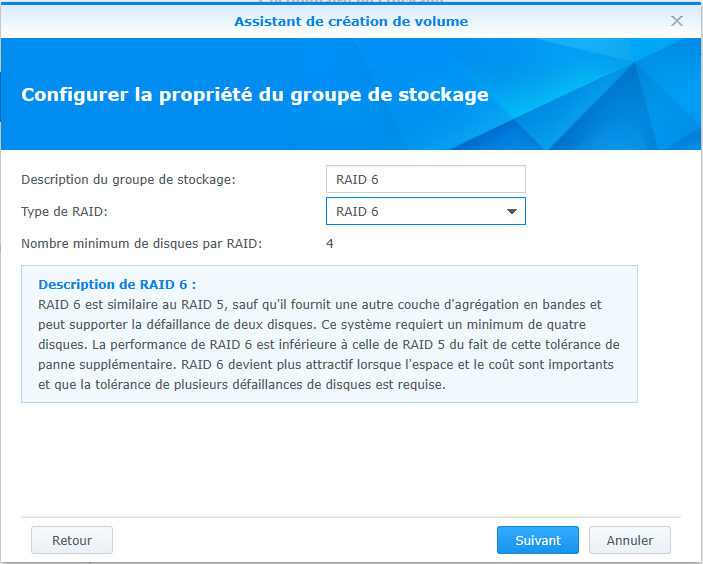 Assistant de création de volume
Configurer la propriété du groupe de stockage
Description du groupe de stockage: RAID 6
Type de RAID: RAID 6
Nombre minimum de disques par RAID: 4
Description de RAID 6 :
RAID 6 est similaire au RAID 5, sauf qu'il fournit une autre couche d'agrégation en bandes et
peut supporter la défaillance de deux disques. Ce système requiert un minimum de quatre
disques. La performance de RAID 6 est inférieure à celle de RAID 5 du fait de cette tolérance de
panne supplémentaire. RAID 6 devient plus attractif lorsque l'espace et le coût sont importants
et que la tolérance de plusieurs défaillances de disques est requise.
Retour Suivant Annuler